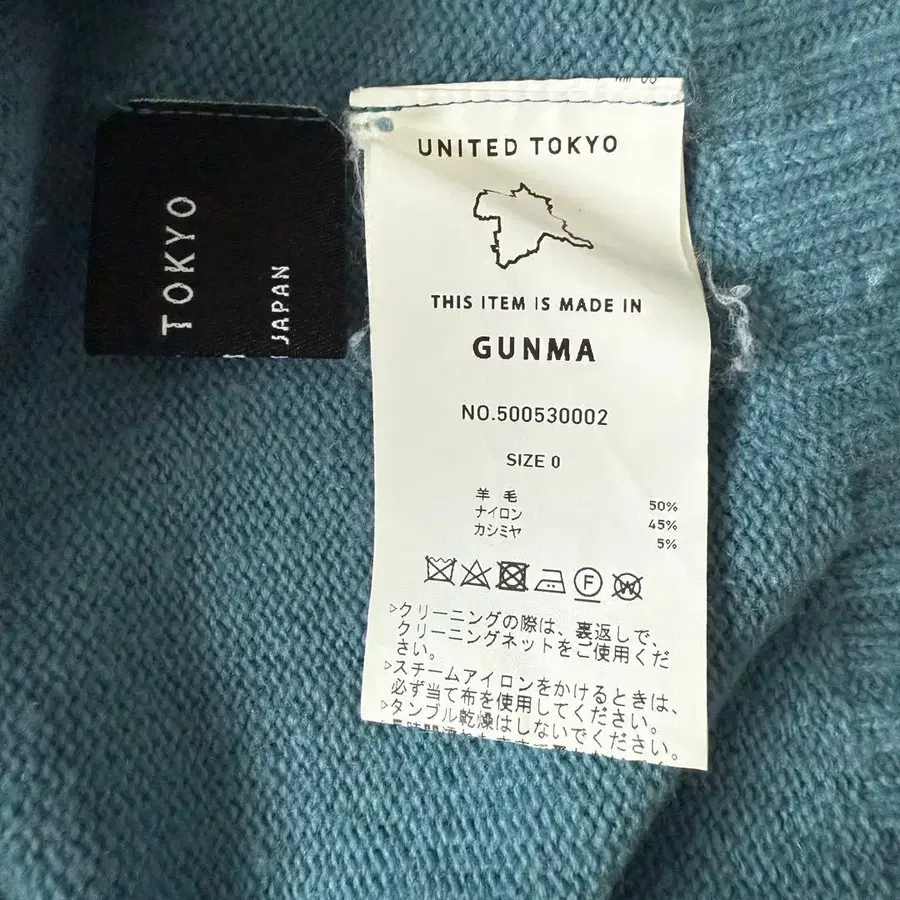 TOKYO
JAPAN
UNITED TOKYO
THIS ITEM IS MADE IN
GUNMA
NO.500530002
SIZE 0
羊 毛 50%
ナイロン 45%
カシミヤ 5%
F
W
▷クリーニングの際は、裏返しで、
クリーニングネットをご使用くだ
さい。
▷スチームアイロンをかけるときは、
必ず当て布を使用してください。
▷タンブル乾燥はしないでください。